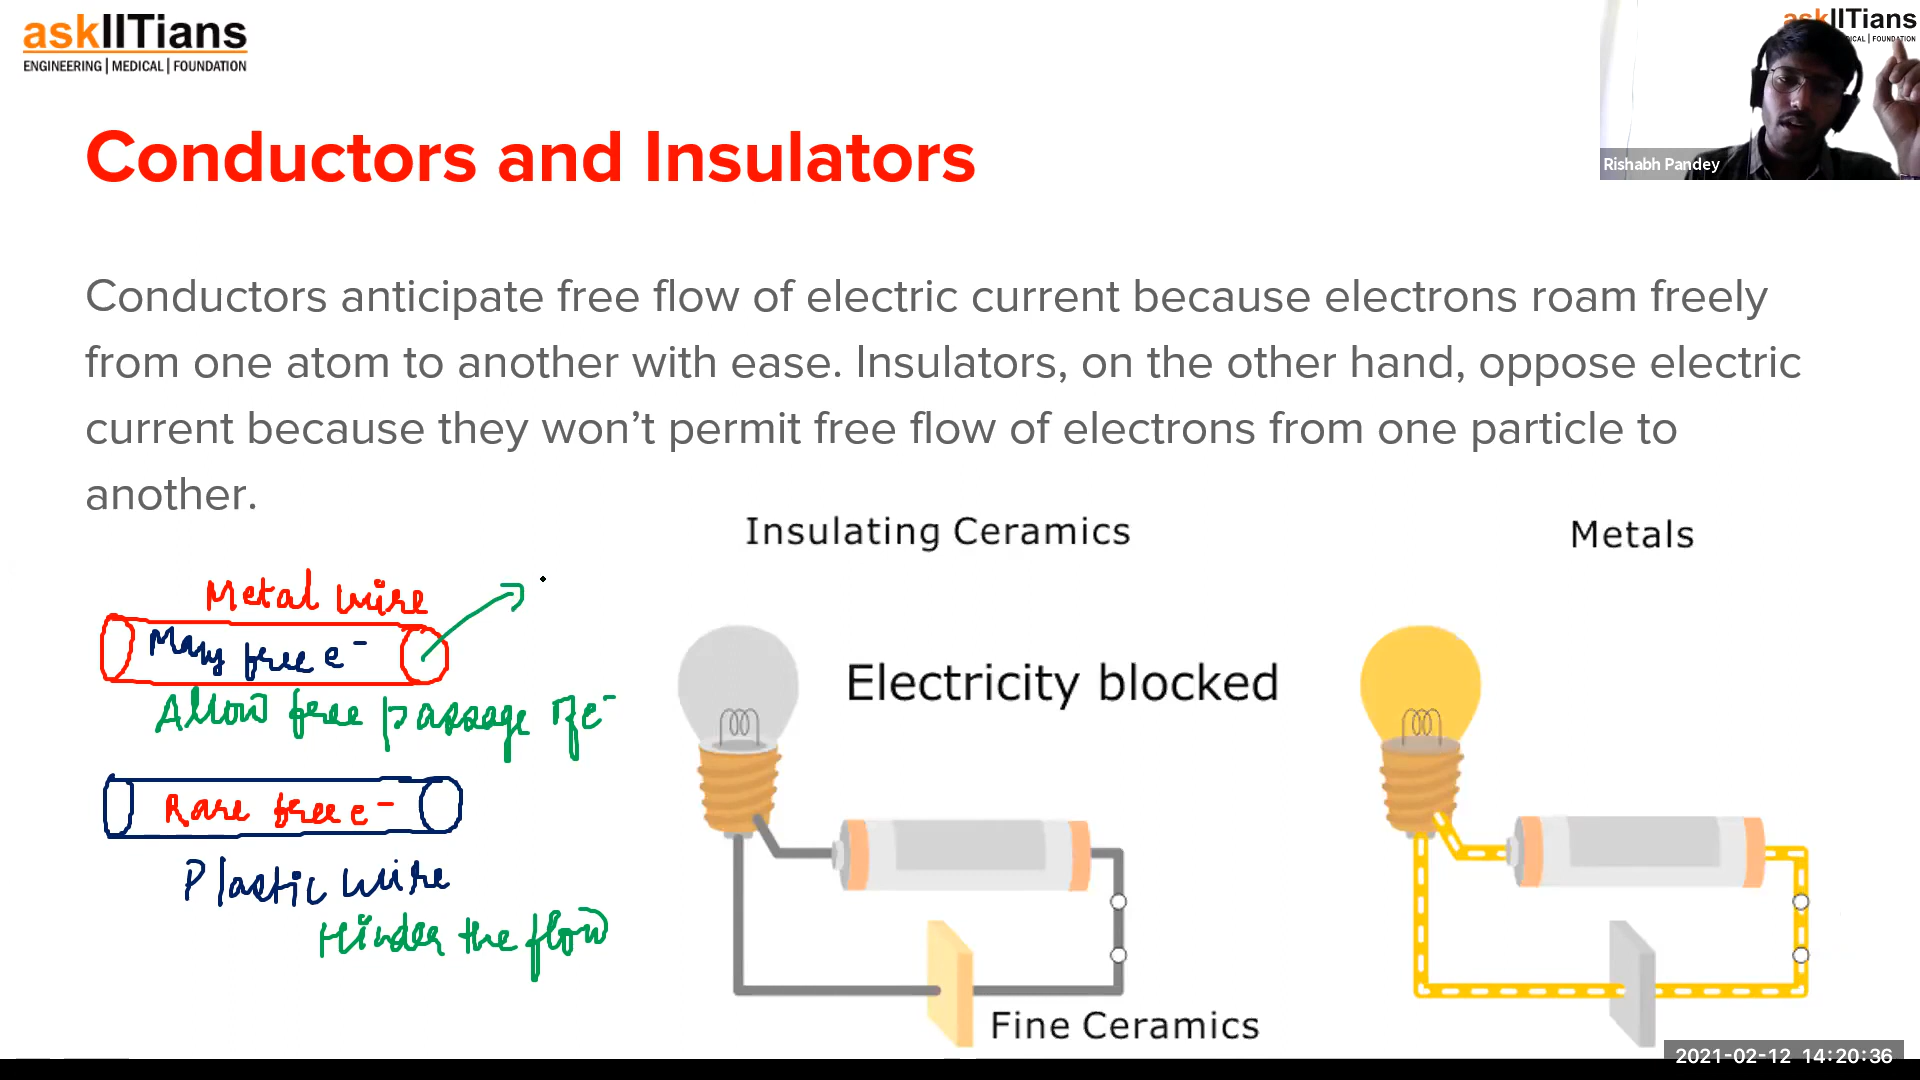 askIITians
ENGINEERING | MEDICAL | FOUNDATION
askIITians
ICAL | FOUNDATION
Rishabh Pandey
Conductors and Insulators
Conductors anticipate free flow of electric current because electrons roam freely
from one atom to another with ease. Insulators, on the other hand, oppose electric
current because they won’t permit free flow of electrons from one particle to
another.
Insulating Ceramics
Metals
Metal wire
Many free e-
Allow free passage of e-
Rare free e-
Plastic wire
Hinder the flow
Electricity blocked
Fine Ceramics
2021-02-12 14:20:36